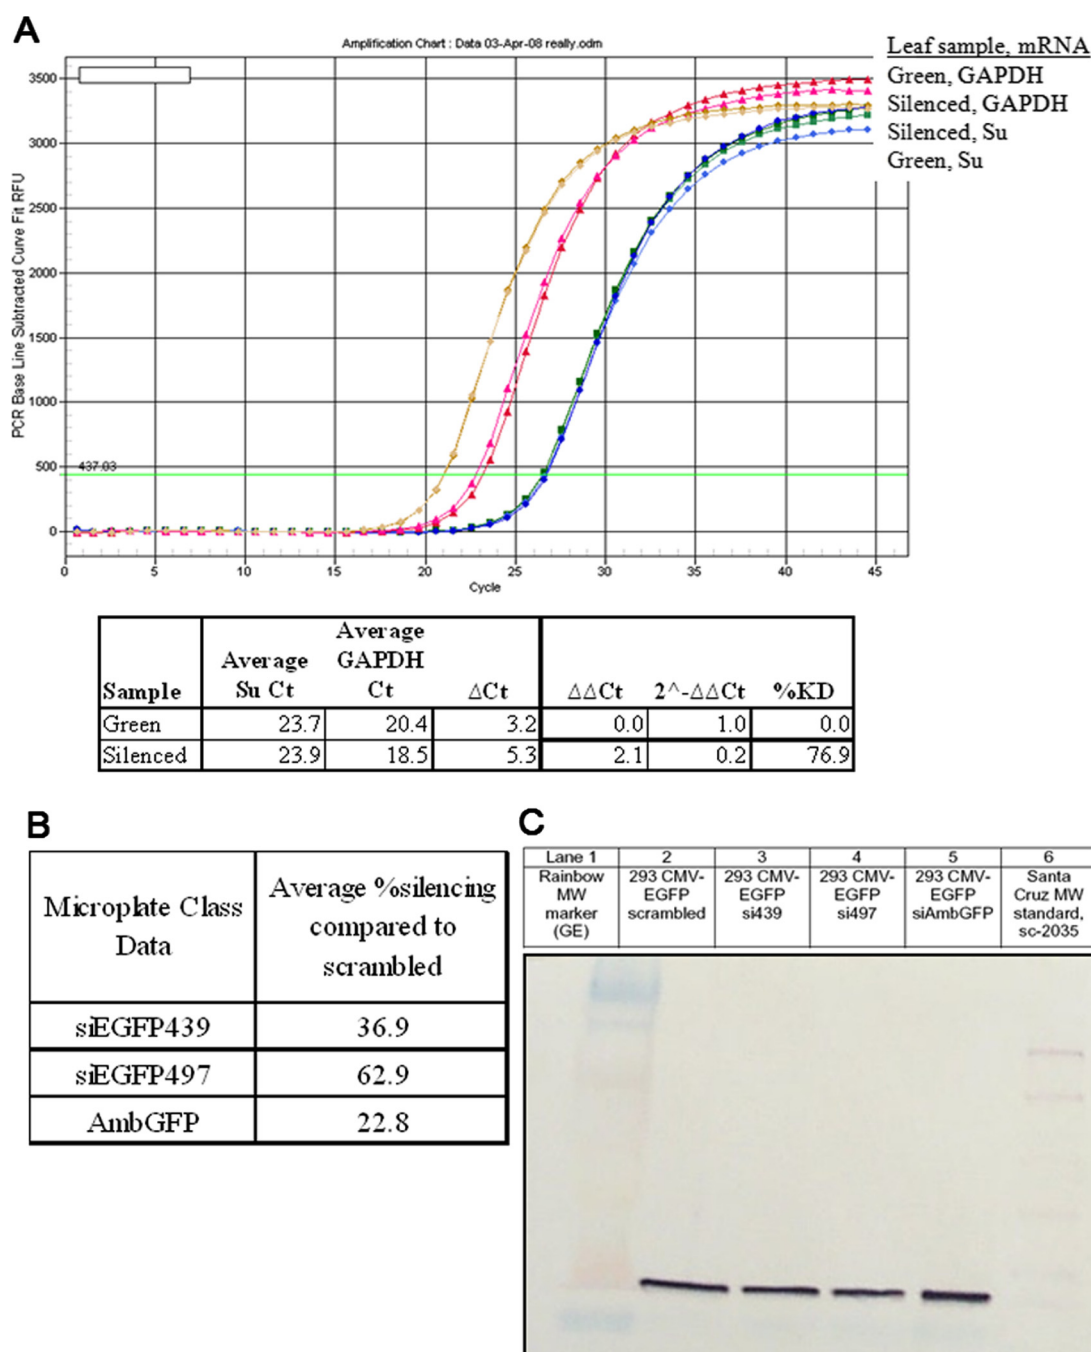 A
Amplification Chart : Data 03-Apr-08 really.odm
PCR Base Line Subtracted Curve Fit RFU
3500
3000
2500
2000
1500
1000
500
0
437.03
0 5 10 15 20 25 30 35 40 45
Cycle
Leaf sample, mRNA
Green, GAPDH
Silenced, GAPDH
Silenced, Su
Green, Su
Sample Average Su Ct Average GAPDH Ct ΔCt ΔΔCt 2^-ΔΔCt %KD
Green 23.7 20.4 3.2 0.0 1.0 0.0
Silenced 23.9 18.5 5.3 2.1 0.2 76.9
B
Microplate Class
Data
Average %silencing
compared to
scrambled
siEGFP439 36.9
siEGFP497 62.9
AmbGFP 22.8
C
Lane 1 2 3 4 5 6
Rainbow MW marker (GE)
293 CMV-EGFP scrambled
293 CMV-EGFP si439
293 CMV-EGFP si497
293 CMV-EGFP siAmbGFP
Santa Cruz MW standard, sc-2035